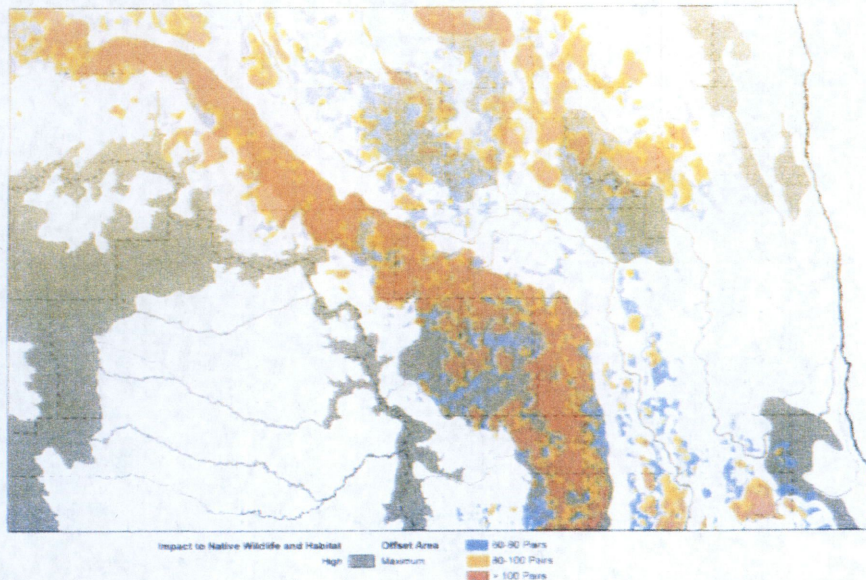 Impact to Native Wildlife and Habitat
High
Offset Area
Maximum
60-80 Pairs
80-100 Pairs
> 100 Pairs